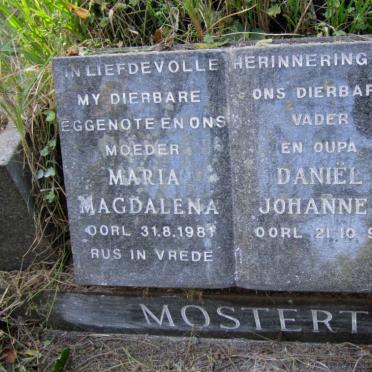 IN LIEFDEVOLLE HERINNERING
MY DIERBARE
EGGENOTE EN ONS
MOEDER
MARIA
MAGDALENA
OORL 31.8.1981
RUS IN VREDE
ONS DIERBAR
VADER
EN OUPA
DANIËL
JOHANNE
OORL 21.10
MOSTERT